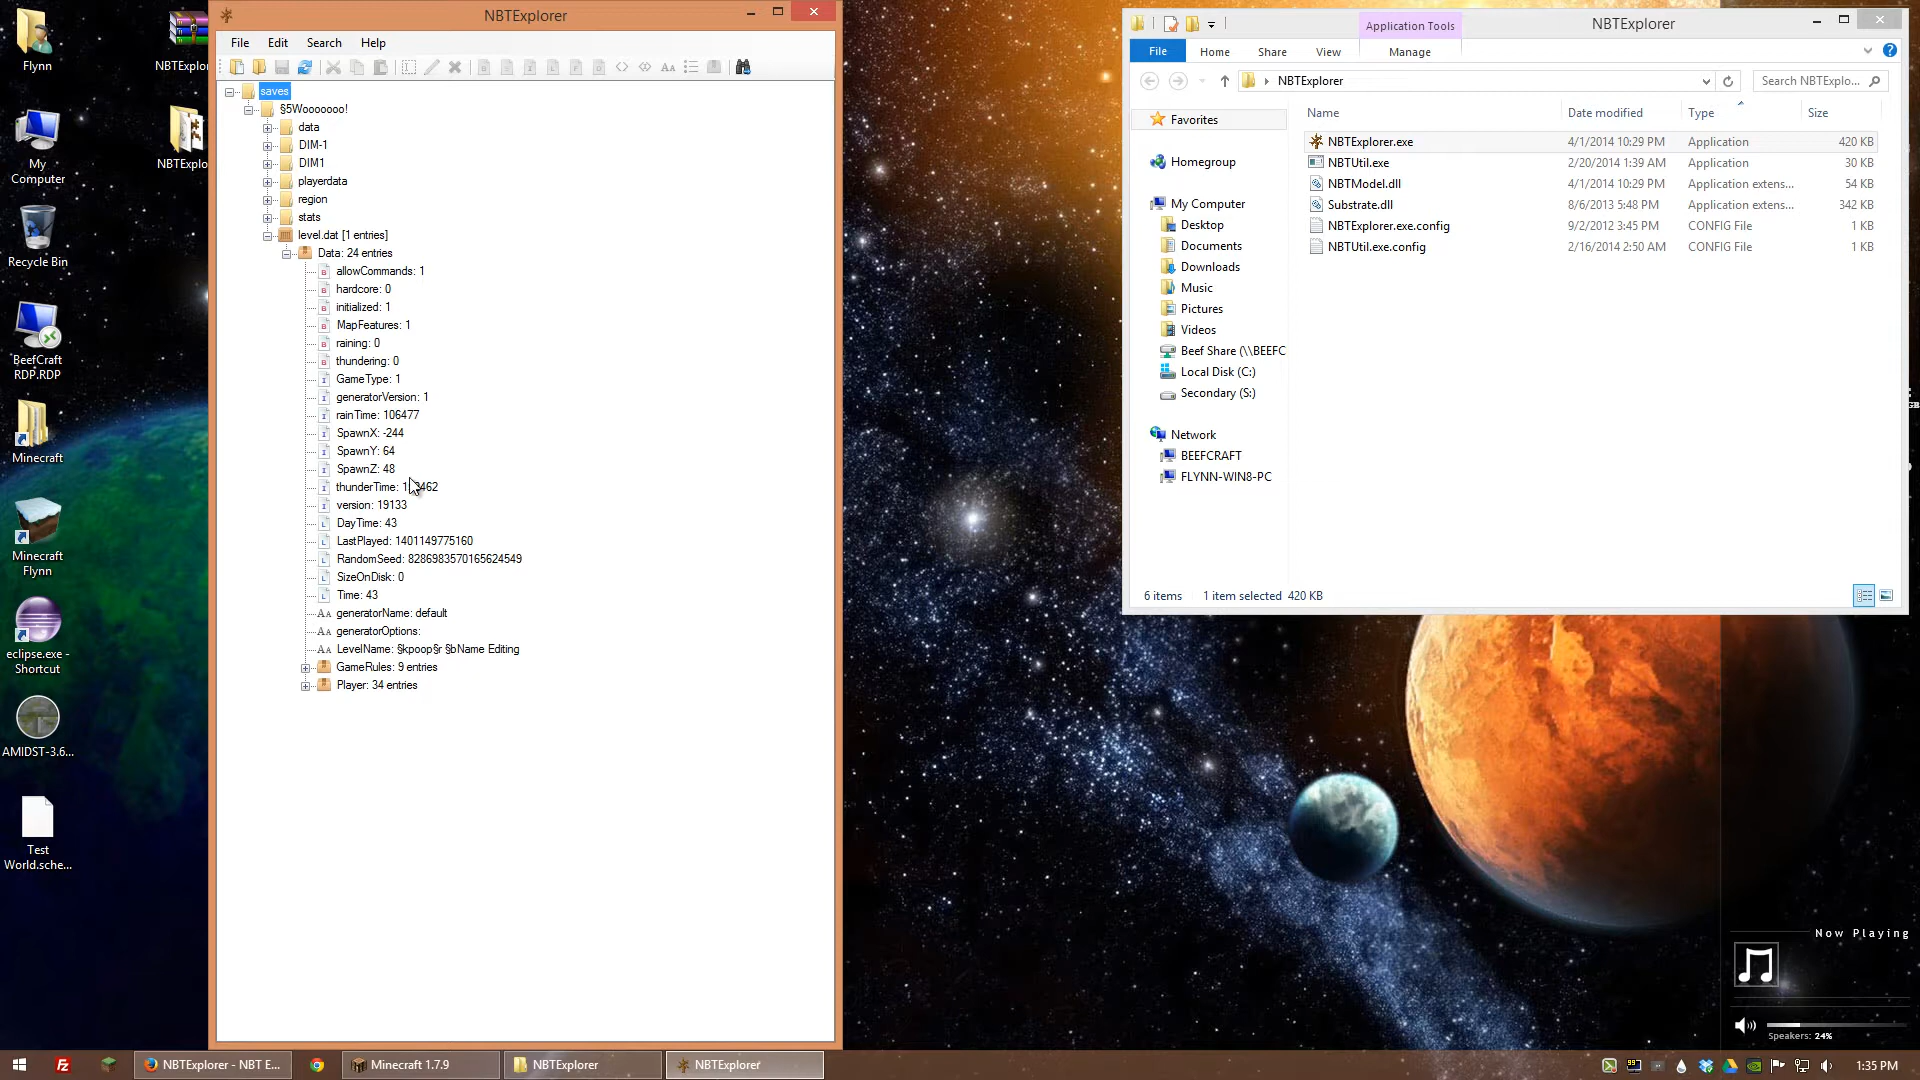 Flynn
My
Computer
Recycle Bin
BeefCraft
RDP.RDP
Minecraft
Minecraft
Flynn
eclipse.exe -
Shortcut
AMIDST-3.6...
Test
World.sche...
NBTExplor
NBTExplo
NBTExplorer
File Edit Search Help
saves
§5Wooooooo!
data
DIM-1
DIM1
playerdata
region
stats
level.dat [1 entries]
Data: 24 entries
allowCommands: 1
hardcore: 0
initialized: 1
MapFeatures: 1
raining: 0
thundering: 0
GameType: 1
generatorVersion: 1
rainTime: 106477
SpawnX: -244
SpawnY: 64
SpawnZ: 48
thunderTime:
version: 19133
DayTime: 43
LastPlayed: 1401149775160
RandomSeed: 8286983570165624549
SizeOnDisk: 0
Time: 43
generatorName: default
generatorOptions:
LevelName: §kpoop§r §bName Editing
GameRules: 9 entries
Player: 34 entries
Application Tools
NBTExplorer
File Home Share View Manage
NBTExplorer
Search NBTExplo...
Favorites
Homegroup
My Computer
Desktop
Documents
Downloads
Music
Pictures
Videos
Beef Share (\\BEEFC
Local Disk (C:)
Secondary (S:)
Network
BEEFCRAFT
FLYNN-WIN8-PC
Name Date modified Type Size
NBTExplorer.exe 4/1/2014 10:29 PM Application 420 KB
NBTUtil.exe 2/20/2014 1:39 AM Application 30 KB
NBTModel.dll 4/1/2014 10:29 PM Application extens... 54 KB
Substrate.dll 8/6/2013 5:48 PM Application extens... 342 KB
NBTExplorer.exe.config 9/2/2012 3:45 PM CONFIG File 1 KB
NBTUtil.exe.config 2/16/2014 2:50 AM CONFIG File 1 KB
6 items 1 item selected 420 KB
Now Playing
Speakers: 24%
NBTExplorer - NBT E...
Minecraft 1.7.9
NBTExplorer
NBTExplorer
1:35 PM